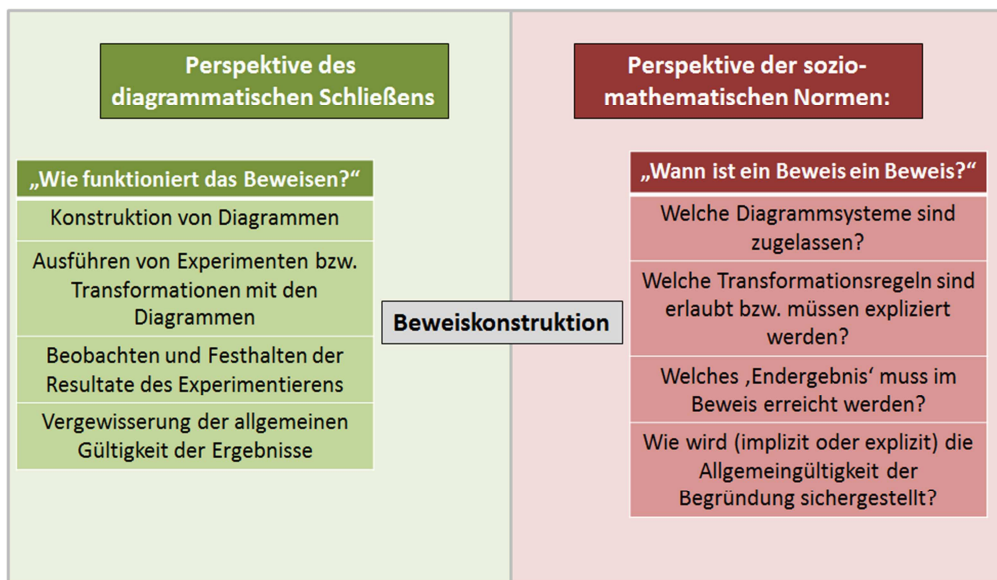 Perspektive des
diagrammatischen Schließens
„Wie funktioniert das Beweisen?“
Konstruktion von Diagrammen
Ausführen von Experimenten bzw.
Transformationen mit den
Diagrammen
Beobachten und Festhalten der
Resultate des Experimentierens
Vergewisserung der allgemeinen
Gültigkeit der Ergebnisse
Beweiskonstruktion
Perspektive der sozio-
mathematischen Normen:
„Wann ist ein Beweis ein Beweis?“
Welche Diagrammsysteme sind
zugelassen?
Welche Transformationsregeln sind
erlaubt bzw. müssen expliziert
werden?
Welches ‚Endergebnis‘ muss im
Beweis erreicht werden?
Wie wird (implizit oder explizit) die
Allgemeingültigkeit der
Begründung sichergestellt?